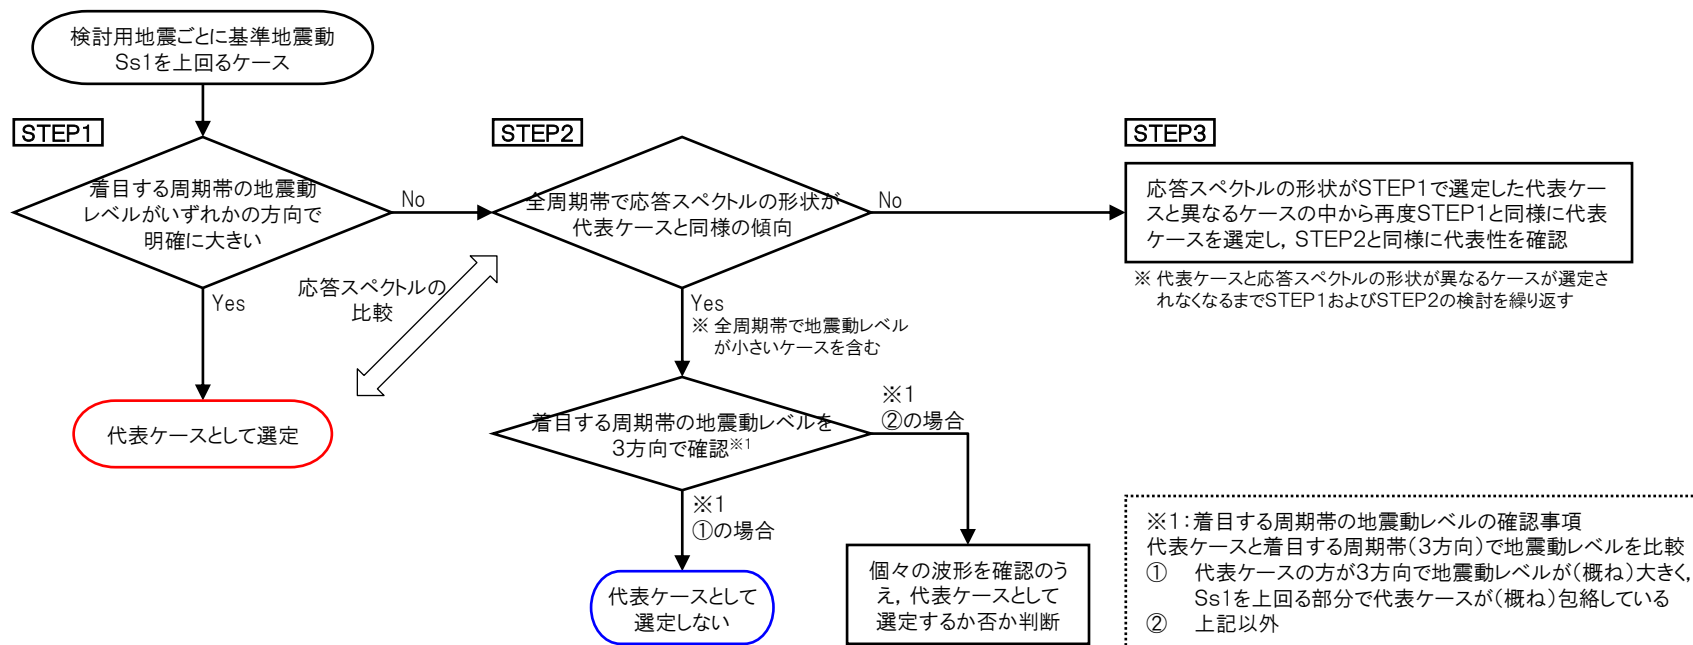 検討用地震ごとに基準地震動
Ss1を上回るケース
STEP1
着目する周期帯の地震動
レベルがいずれかの方向で
明確に大きい
No
Yes
代表ケースとして選定
応答スペクトルの
比較
STEP2
全周期帯で応答スペクトルの形状が
代表ケースと同様の傾向
No
Yes
※ 全周期帯で地震動レベル
が小さいケースを含む
着目する周期帯の地震動レベルを
3方向で確認※1
※1
②の場合
※1
①の場合
代表ケースとして
選定しない
個々の波形を確認のう
え，代表ケースとして
選定するか否か判断
STEP3
応答スペクトルの形状がSTEP1で選定した代表ケー
スと異なるケースの中から再度STEP1と同様に代表
ケースを選定し，STEP2と同様に代表性を確認
※ 代表ケースと応答スペクトルの形状が異なるケースが選定さ
れなくなるまでSTEP1およびSTEP2の検討を繰り返す
※1：着目する周期帯の地震動レベルの確認事項
代表ケースと着目する周期帯（3方向）で地震動レベルを比較
① 代表ケースの方が3方向で地震動レベルが（概ね）大きく，
Ss1を上回る部分で代表ケースが（概ね）包絡している
② 上記以外